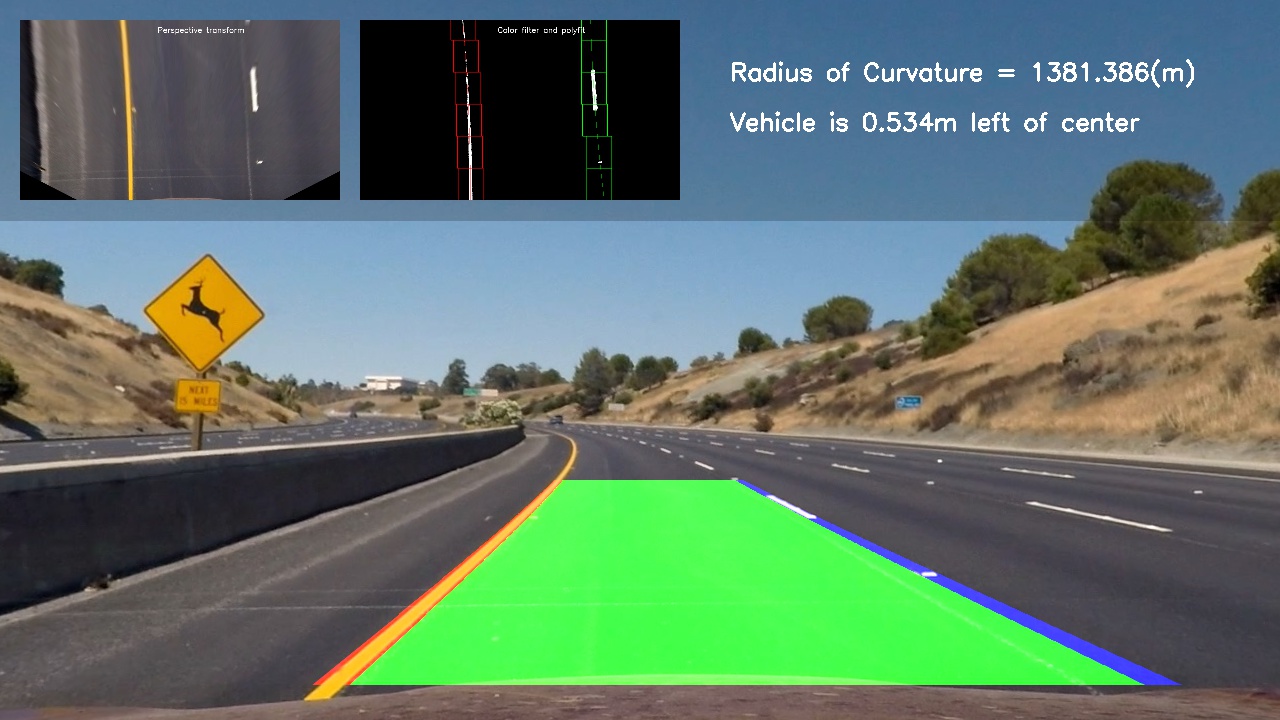 Perspective transform
Color filter and polyfit
Radius of Curvature = 1381.386(m)
Vehicle is 0.534m left of center
NEXT
15 MILES